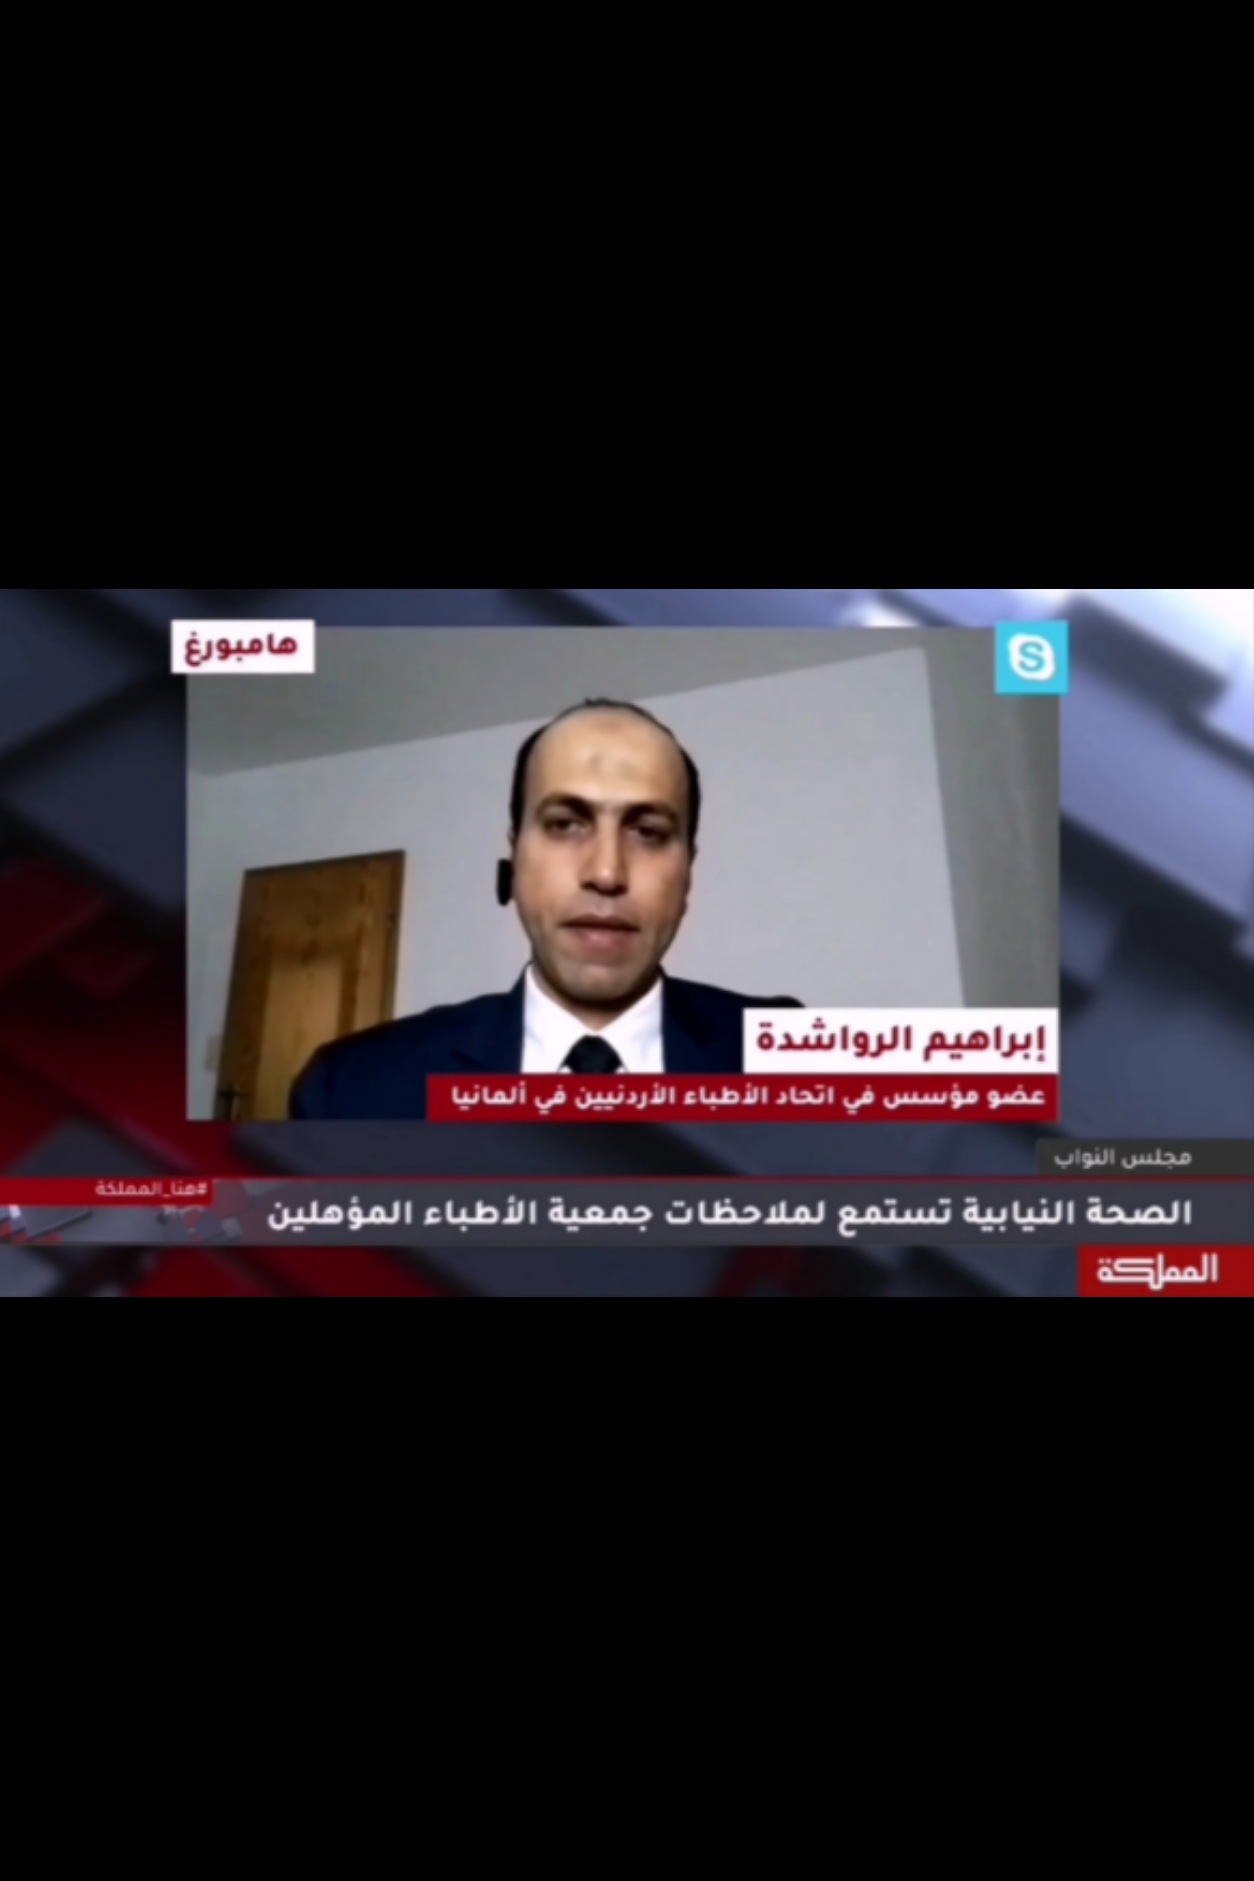 هامبورغ
إبراهيم الرواشدة
عضو مؤسس في اتحاد الأطباء الأردنيين في ألمانيا
مجلس النواب
#هنا_المملكة
الصحة النيابية تستمع لملاحظات جمعية الأطباء المؤهلين
المملكة